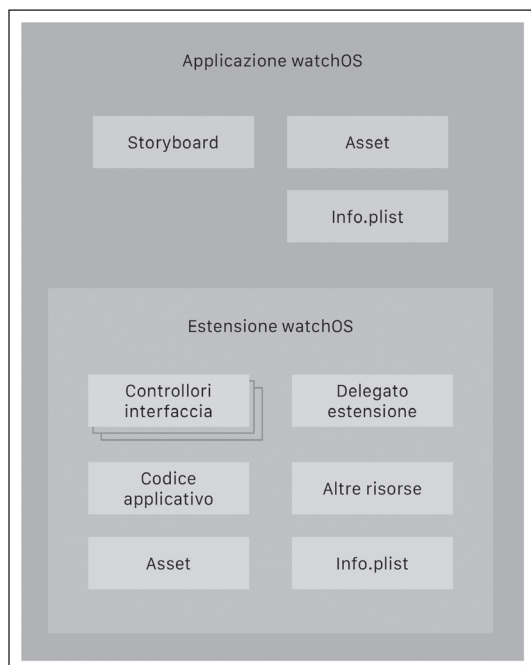 Applicazione watchOS
Storyboard
Asset
Info.plist
Estensione watchOS
Controllori
interfaccia
Delegato
estensione
Codice
applicativo
Altre risorse
Asset
Info.plist